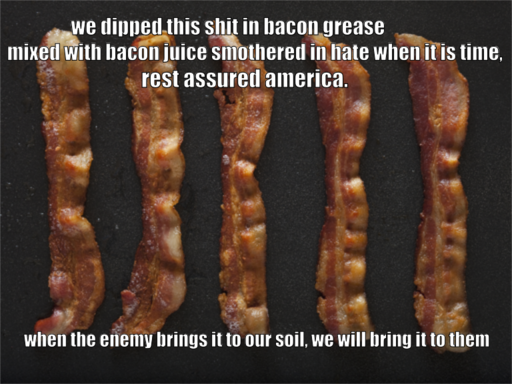 we dipped this shit in bacon grease
mixed with bacon juice smothered in hate when it is time,
rest assured america.
when the enemy brings it to our soil, we will bring it to them